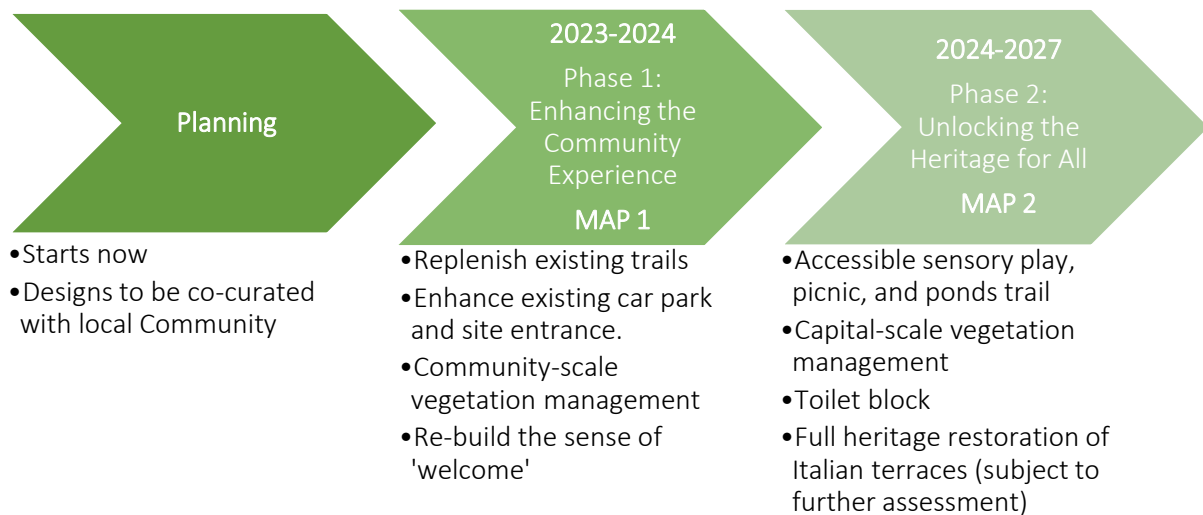 Planning
•Starts now
•Designs to be co-curated
with local Community
2023-2024
Phase 1:
Enhancing the
Community
Experience
MAP 1
•Replenish existing trails
•Enhance existing car park
and site entrance.
•Community-scale
vegetation management
•Re-build the sense of
'welcome'
2024-2027
Phase 2:
Unlocking the
Heritage for All
MAP 2
•Accessible sensory play,
picnic, and ponds trail
•Capital-scale vegetation
management
•Toilet block
•Full heritage restoration of
Italian terraces (subject to
further assessment)